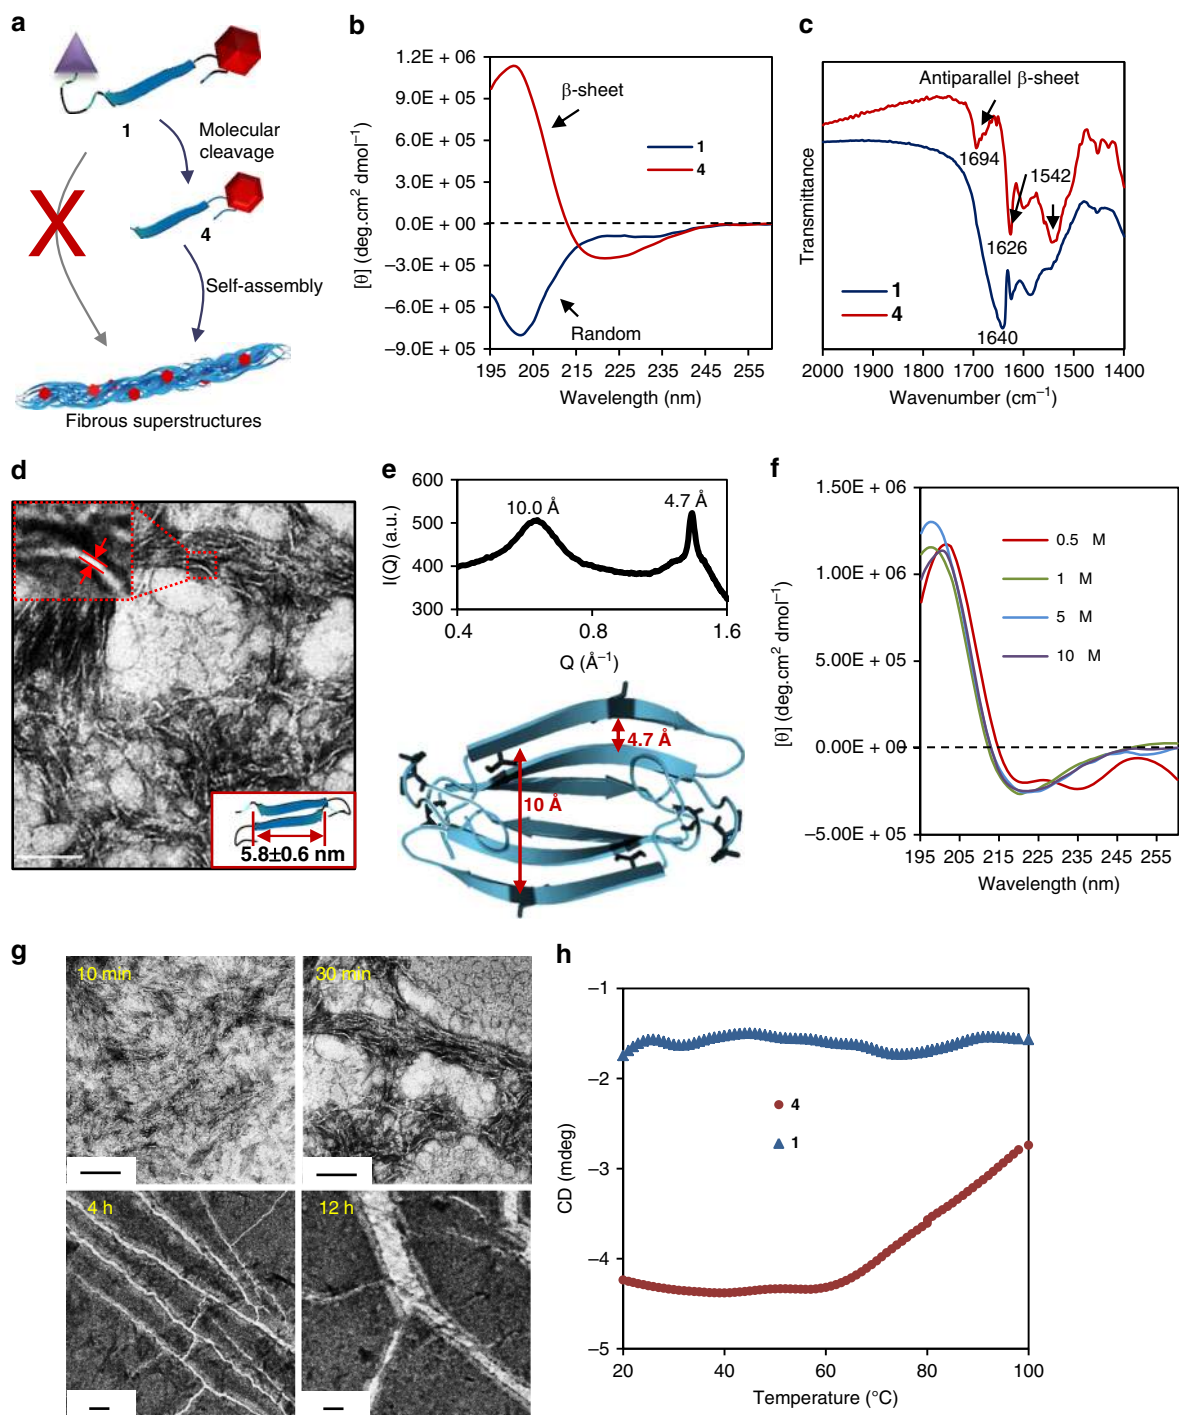 a
1
Molecular
cleavage
X
4
Self-assembly
Fibrous superstructures
b
1.2E + 06
9.0E + 05
6.0E + 05
3.0E + 05
0.0E + 00
−3.0E + 05
−6.0E + 05
−9.0E + 05
[θ] (deg.cm² dmol⁻¹)
β-sheet
1
4
Random
195 205 215 225 235 245 255
Wavelength (nm)
c
Antiparallel β-sheet
1694
1542
1626
1640
1
4
Transmittance
2000 1900 1800 1700 1600 1500 1400
Wavenumber (cm⁻¹)
d
5.8±0.6 nm
e
600
500
400
300
I(Q) (a.u.)
10.0 Å
4.7 Å
0.4 0.8 1.6
Q (Å⁻¹)
4.7 Å
10 Å
f
1.50E + 06
1.00E + 06
5.00E + 05
0.00E + 00
−5.00E + 05
[θ] (deg.cm² dmol⁻¹)
0.5 M
1 M
5 M
10 M
195 205 215 225 235 245 255
Wavelength (nm)
g
10 min
30 min
4 h
12 h
h
−1
−2
−3
−4
−5
CD (mdeg)
4
1
20 40 60 80 100
Temperature (°C)